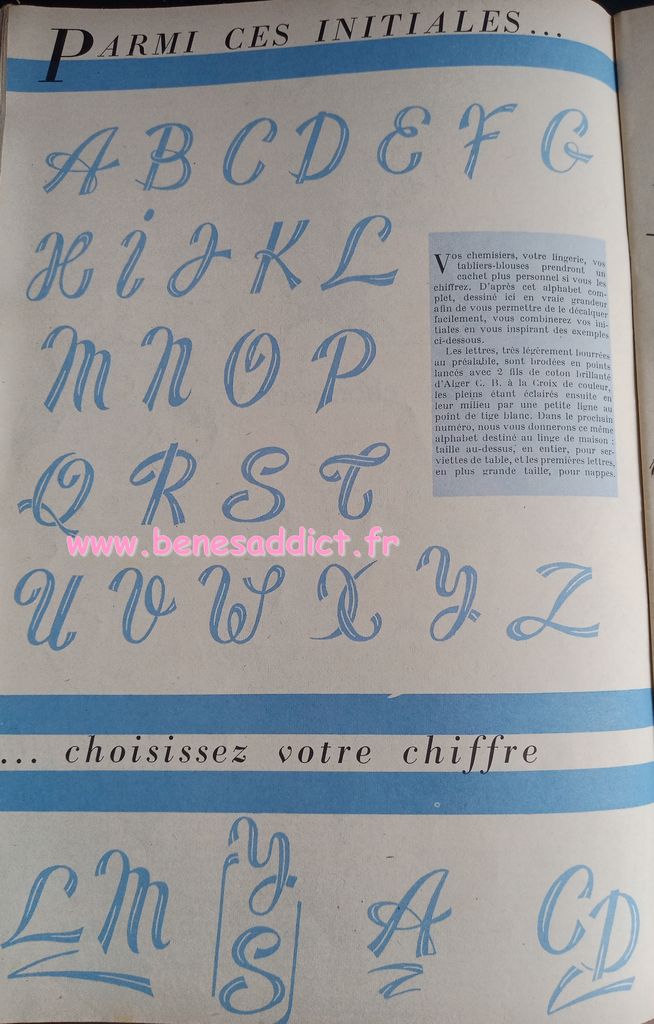 PARMI CES INITIALES...
A B C D E F G
H I J K L
Vos chemisiers, votre lingerie, vos
tabliers-blouses prendront un
cachet plus personnel si vous les
chiffrez. D'après cet alphabet com-
plet, dessiné ici en vraie grandeur
afin de vous permettre de le décalquer
facilement, vous combinerez vos ini-
tiales en vous inspirant des exemples
ci-dessous.
Les lettres, très légèrement bourrées
au préalable, sont brodées en points
lancés avec 2 fils de coton brillanté
d'Alger C. B. à la Croix de couleur,
les pleins étant éclairés ensuite en
leur milieu par une petite ligne au
point de tige blanc. Dans le prochain
numéro, nous vous donnerons ce même
alphabet destiné au linge de maison :
taille au-dessus, en entier, pour ser-
viettes de table, et les premières lettres,
en plus grande taille, pour nappes.
M N O P
Q R S T
www.benesaddict.fr
U V W X Y Z
... choisissez votre chiffre
L M
Y
S
A
C D